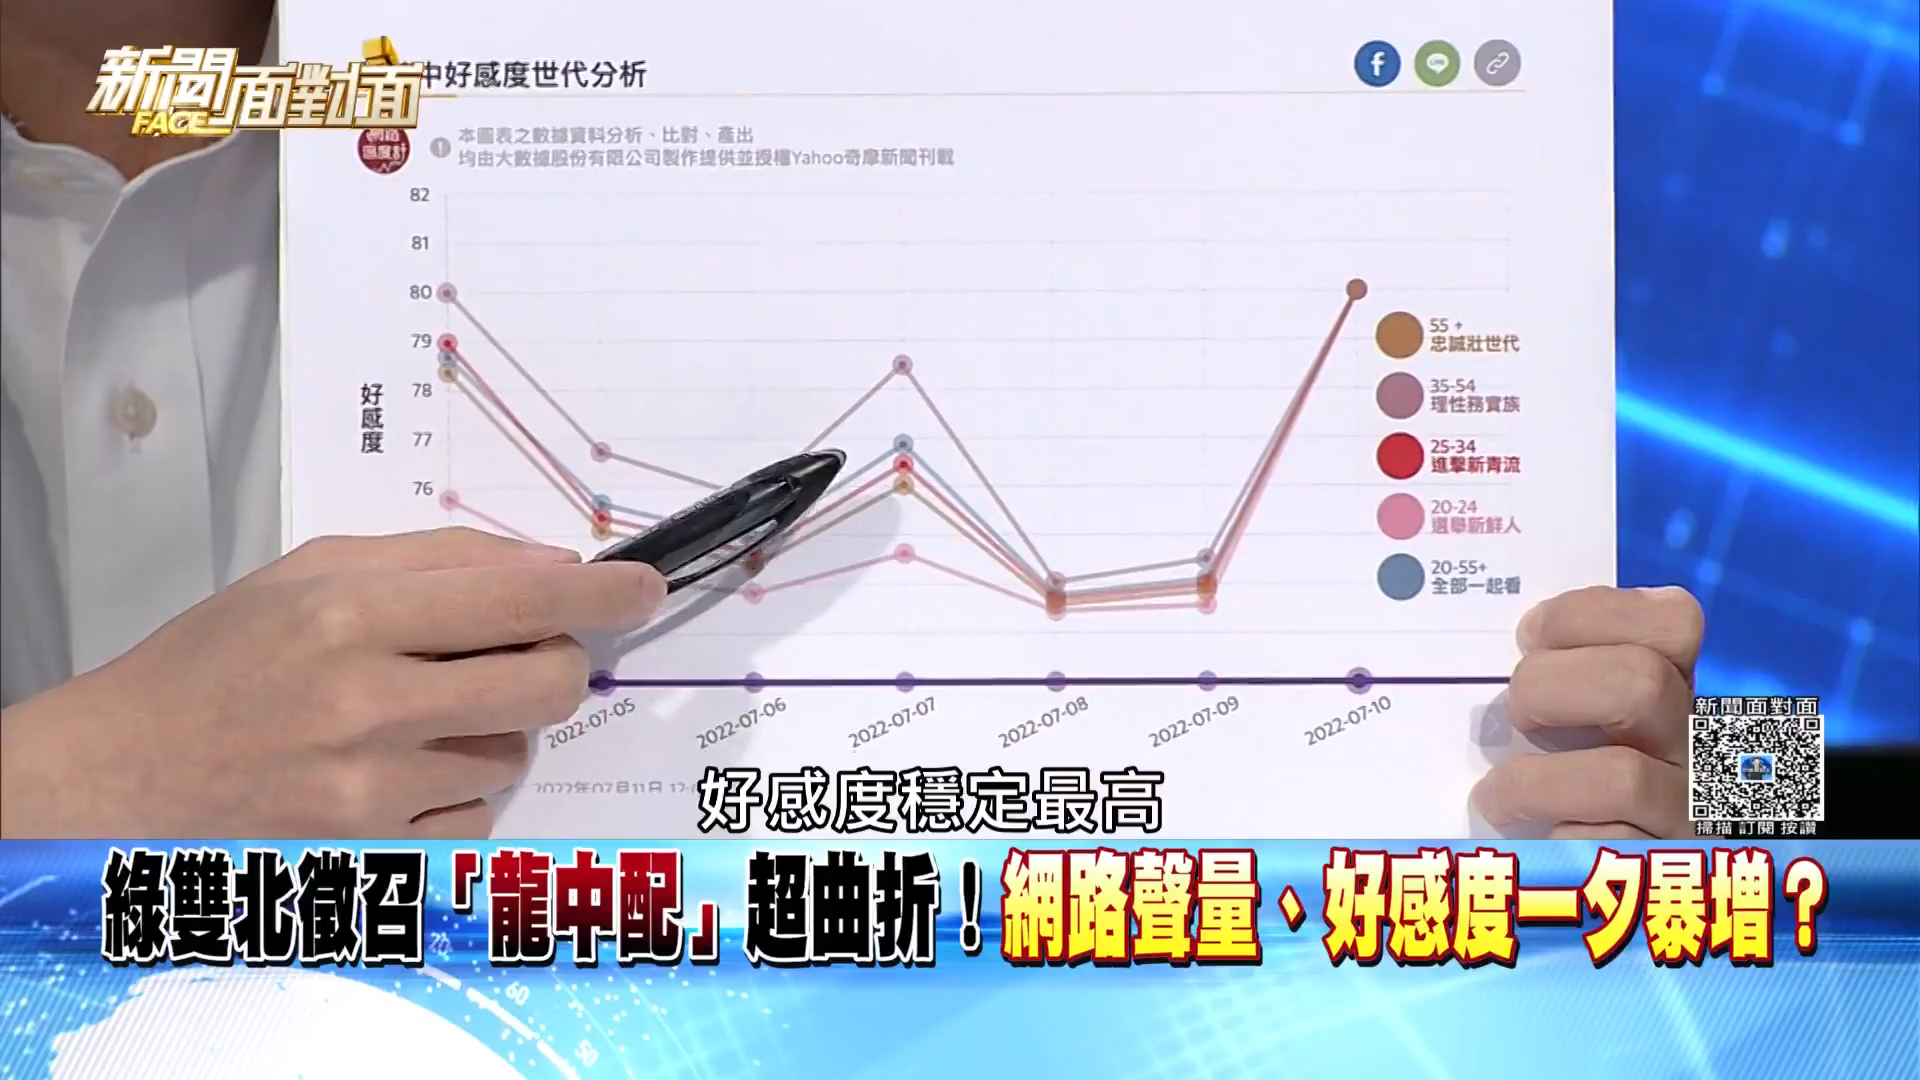 新聞面對面
FACE
中好感度世代分析
本圖表之數據資料分析、比對、產出
均由大數據股份有限公司製作提供並授權Yahoo奇摩新聞刊載
82
81
80
79
78
77
76
好感度
55 +
忠誠壯世代
35-54
理性務實族
25-34
進擊新青流
20-24
選舉新鮮人
20-55+
全部一起看
2022-07-05
2022-07-06
2022-07-07
2022-07-08
2022-07-09
2022-07-10
新聞面對面
掃描 訂閱 按讚
好感度穩定最高
綠雙北徵召「龍中配」超曲折！網路聲量、好感度一夕暴增？
60
50